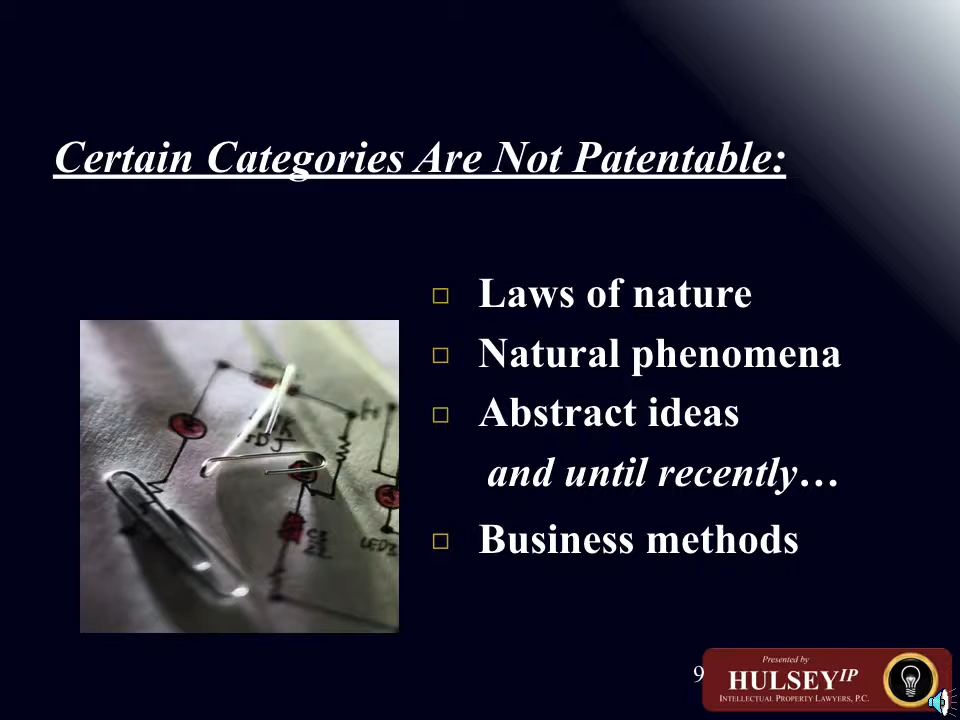 Certain Categories Are Not Patentable:
Laws of nature
Natural phenomena
Abstract ideas
and until recently…
Business methods
LED
9
Presented by
HULSEY IP
INTELLECTUAL PROPERTY LAWYERS, P.C.